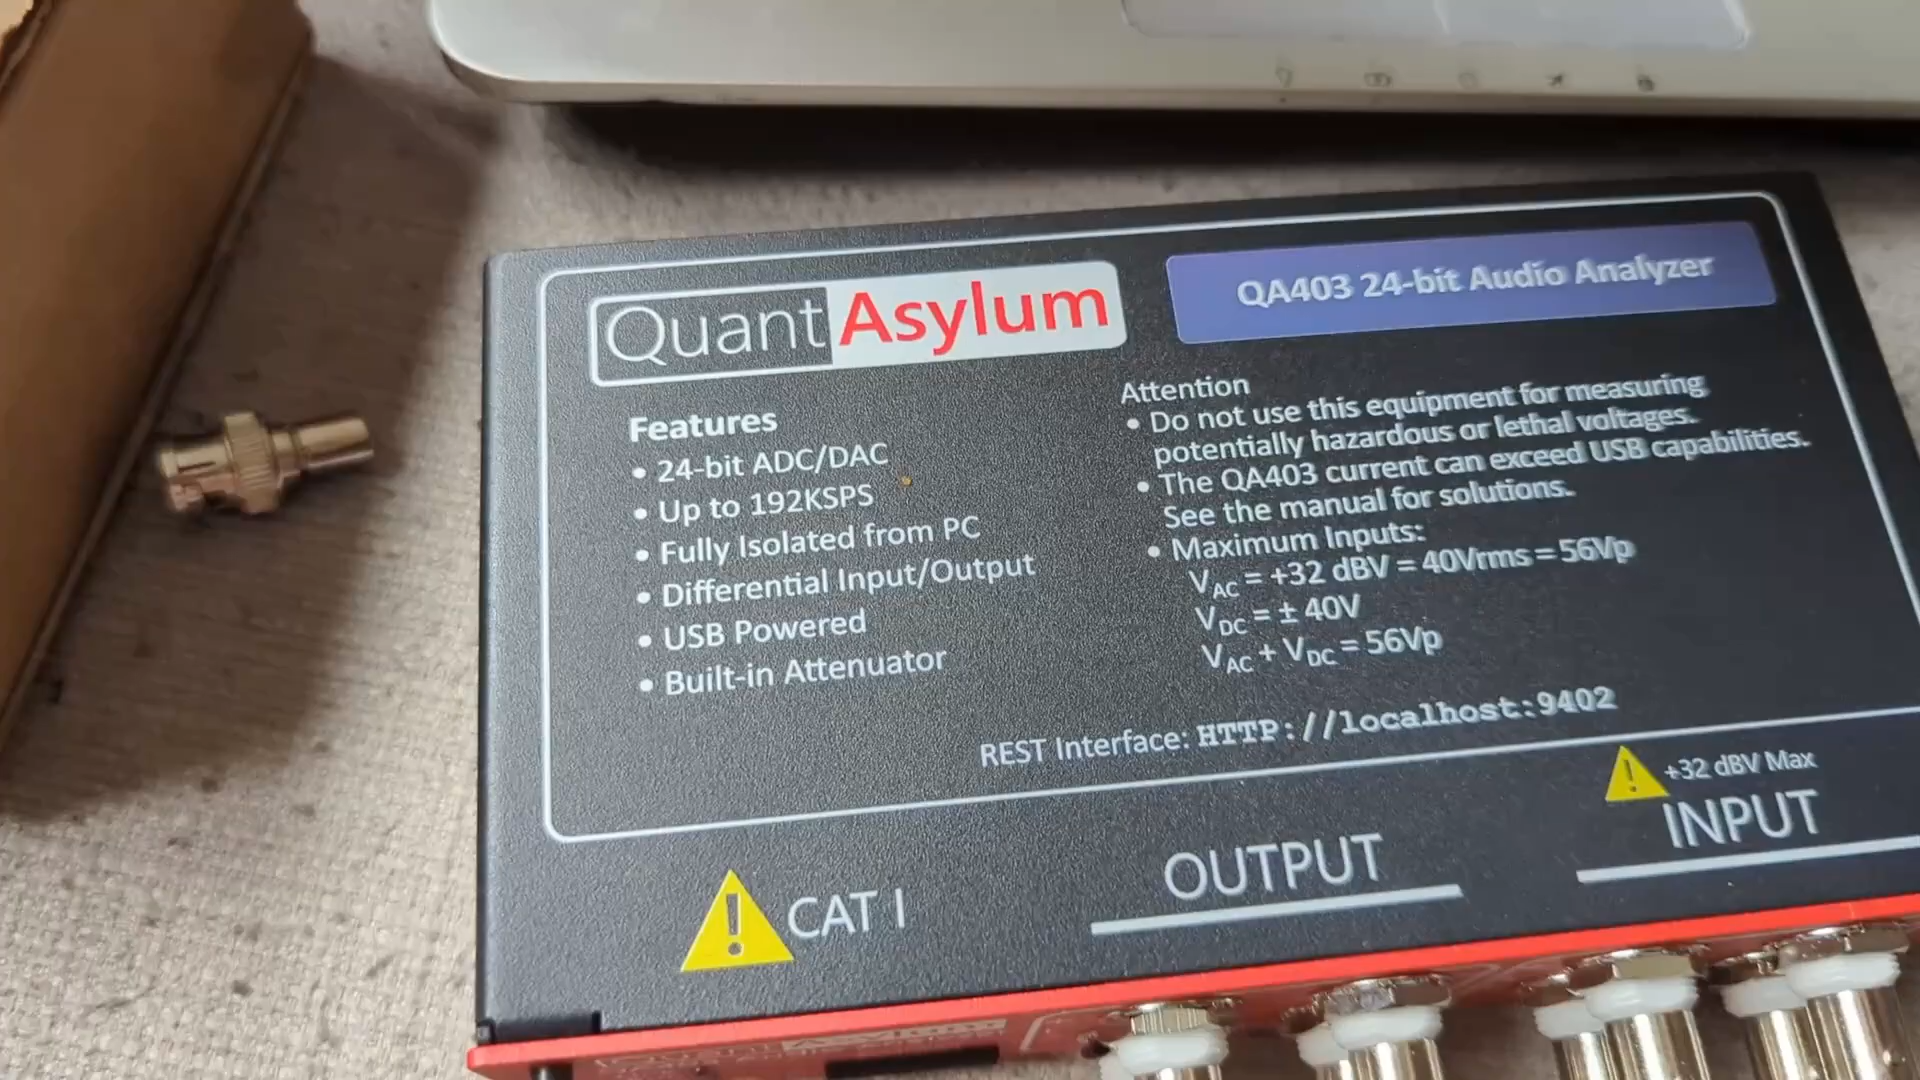 QuantAsylum
QA403 24-bit Audio Analyzer
Features
• 24-bit ADC/DAC
• Up to 192KSPS
• Fully Isolated from PC
• Differential Input/Output
• USB Powered
• Built-in Attenuator
Attention
• Do not use this equipment for measuring
potentially hazardous or lethal voltages.
• The QA403 current can exceed USB capabilities.
See the manual for solutions.
• Maximum Inputs:
VAC = +32 dBV = 40Vrms = 56Vp
VDC = ± 40V
VAC + VDC = 56Vp
REST Interface: HTTP://localhost:9402
+32 dBV Max
INPUT
OUTPUT
CAT I